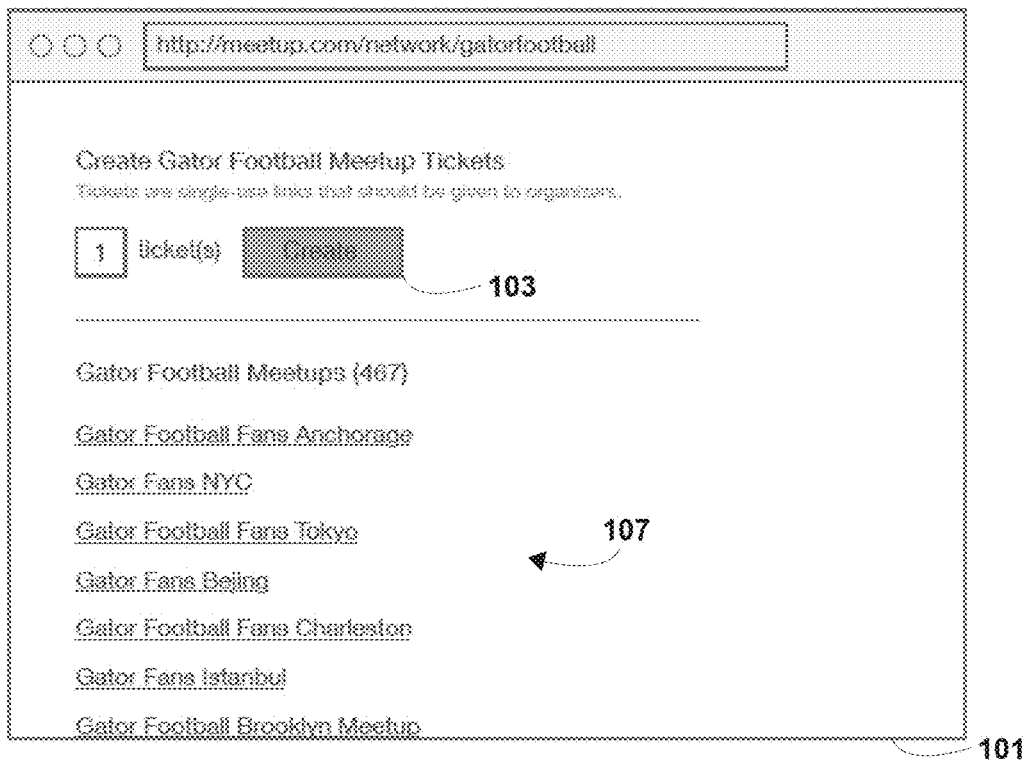 http://meetup.com/network/gatorfootball
Create Gator Football Meetup Tickets
Tickets are single-use links that should be given to organizers.
1 ticket(s) Create
103
Gator Football Meetups (467)
Gator Football Fans Anchorage
Gator Fans NYC
Gator Football Fans Tokyo
107
Gator Fans Bejing
Gator Football Fans Charleston
Gator Fans Istanbul
Gator Football Brooklyn Meetup
101